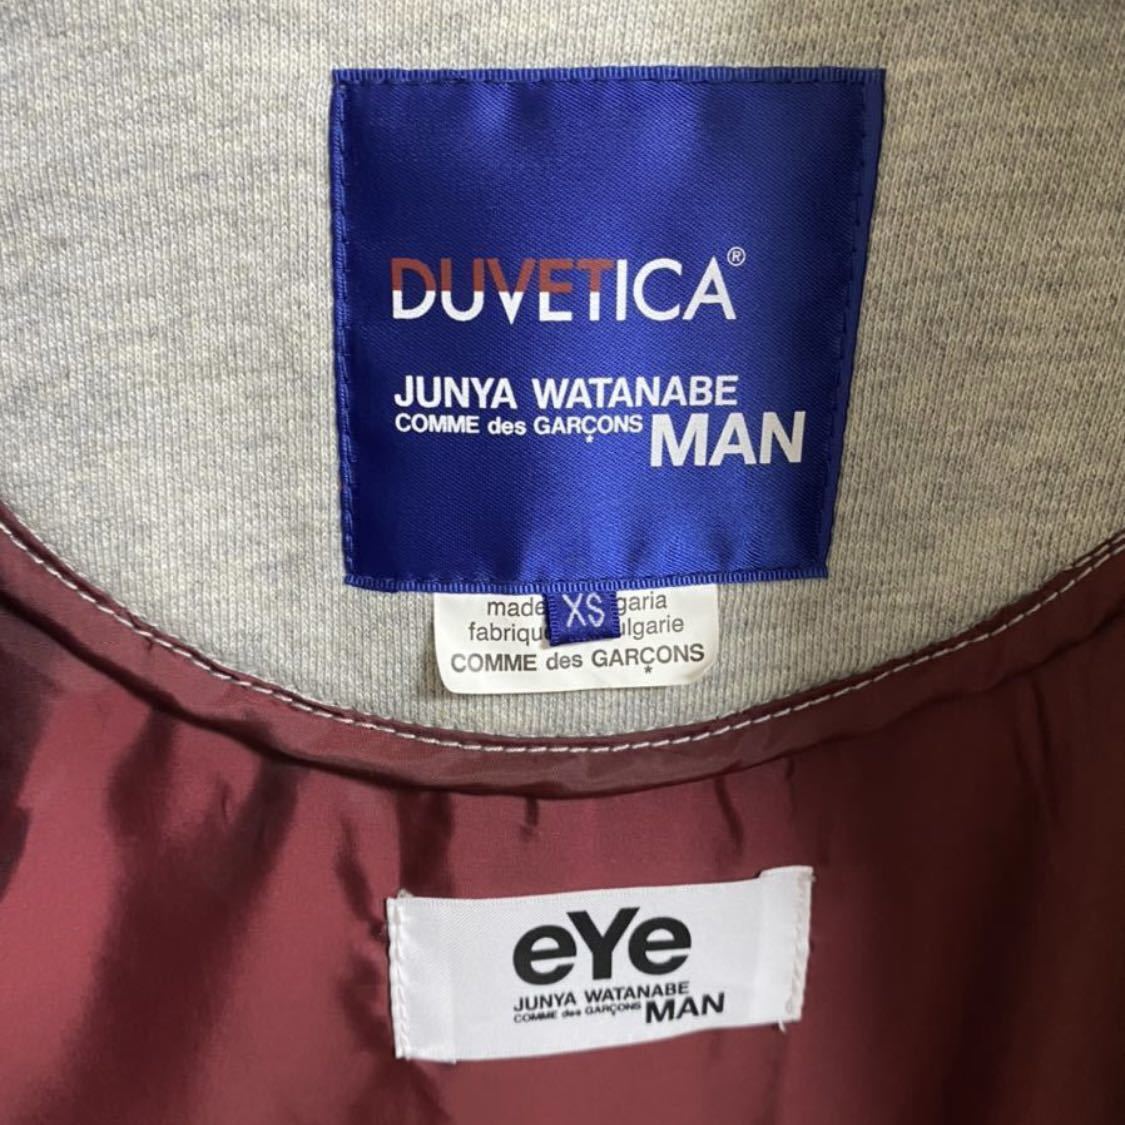 DUVETICA®
JUNYA WATANABE
COMME des GARÇONS MAN
made garia
XS
fabriqu ulgarie
COMME des GARÇONS
eYe
JUNYA WATANABE
COMME des GARÇONS MAN